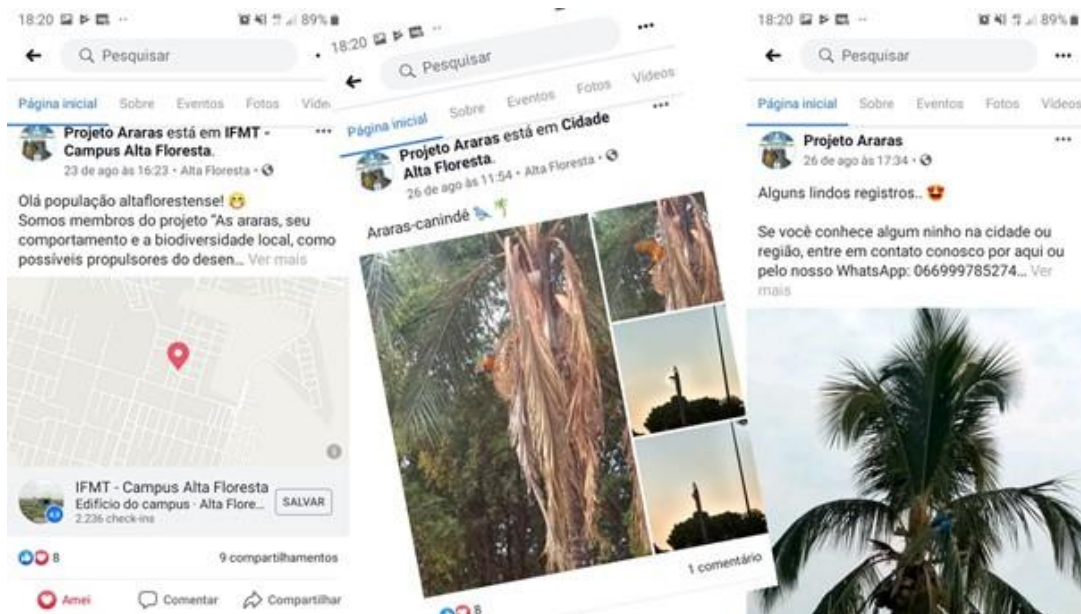 18:20
89%
Pesquisar
Página inicial Sobre Eventos Fotos Víde
Projeto Araras está em IFMT -
Campus Alta Floresta.
23 de ago às 16:23 · Alta Floresta ·
Olá população altaflorestense!
Somos membros do projeto "As araras, seu
comportamento e a biodiversidade local, como
possíveis propulsores do desen... Ver mais
IFMT - Campus Alta Floresta
Edifício do campus · Alta Flore...
SALVAR
4,9
2.236 check-ins
8
9 compartilhamentos
Amei Comentar Compartilhar
18:20
Pesquisar
Página inicial Sobre Eventos Fotos Vídeos
Projeto Araras está em Cidade
Alta Floresta.
26 de ago às 11:54 · Alta Floresta ·
Araras-canindé
1 comentário
8
18:20
89%
Pesquisar
Página inicial Sobre Eventos Fotos Vídeos
Projeto Araras
26 de ago às 17:34 ·
Alguns lindos registros..
Se você conhece algum ninho na cidade ou
região, entre em contato conosco por aqui ou
pelo nosso WhatsApp: 066999785274... Ver
mais